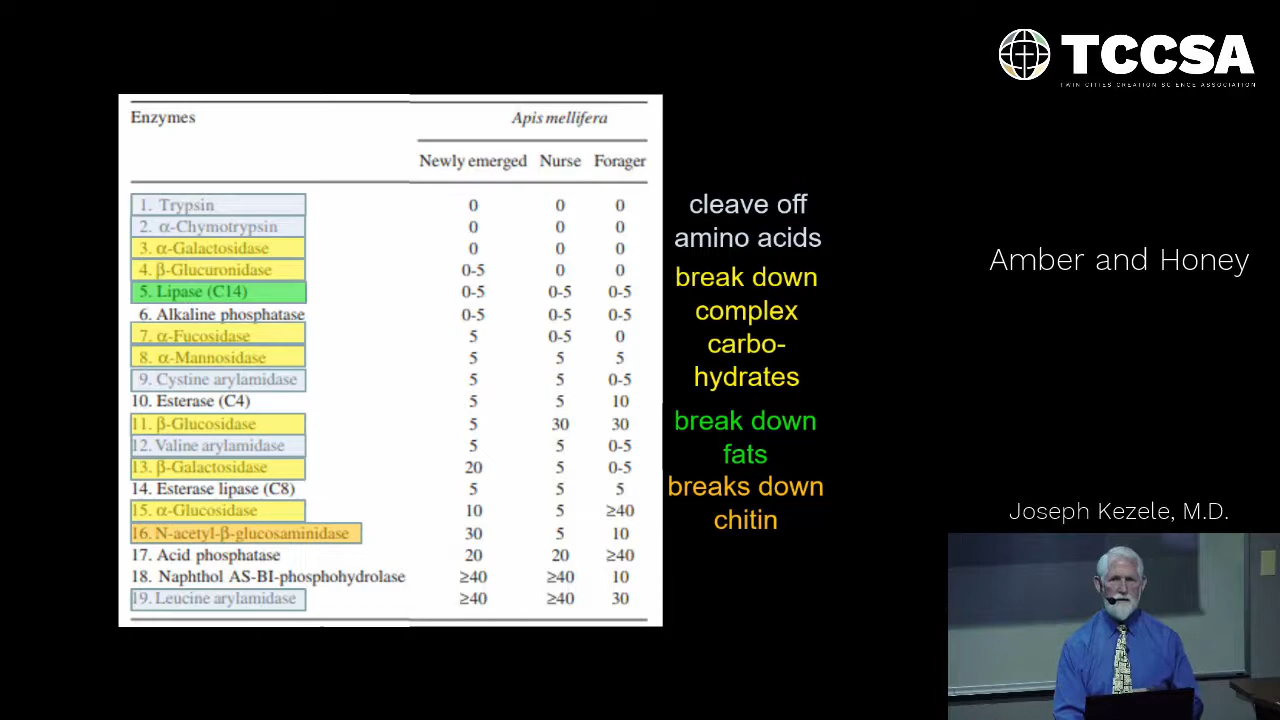 TCCSA
TWIN CITIES CREATION SCIENCE ASSOCIATION
Enzymes Apis mellifera
Newly emerged Nurse Forager
1. Trypsin 0 0 0
2. α-Chymotrypsin 0 0 0
3. α-Galactosidase 0 0 0
4. β-Glucuronidase 0-5 0 0
5. Lipase (C14) 0-5 0-5 0-5
6. Alkaline phosphatase 0-5 0-5 0-5
7. α-Fucosidase 5 0-5 0
8. α-Mannosidase 5 5 5
9. Cystine arylamidase 5 5 0-5
10. Esterase (C4) 5 5 10
11. β-Glucosidase 5 30 30
12. Valine arylamidase 5 5 0-5
13. β-Galactosidase 20 5 0-5
14. Esterase lipase (C8) 5 5 5
15. α-Glucosidase 10 5 ≥40
16. N-acetyl-β-glucosaminidase 30 5 10
17. Acid phosphatase 20 20 ≥40
18. Naphthol AS-BI-phosphohydrolase ≥40 ≥40 10
19. Leucine arylamidase ≥40 ≥40 30
cleave off
amino acids
break down
complex
carbo-
hydrates
break down
fats
breaks down
chitin
Amber and Honey
Joseph Kezele, M.D.